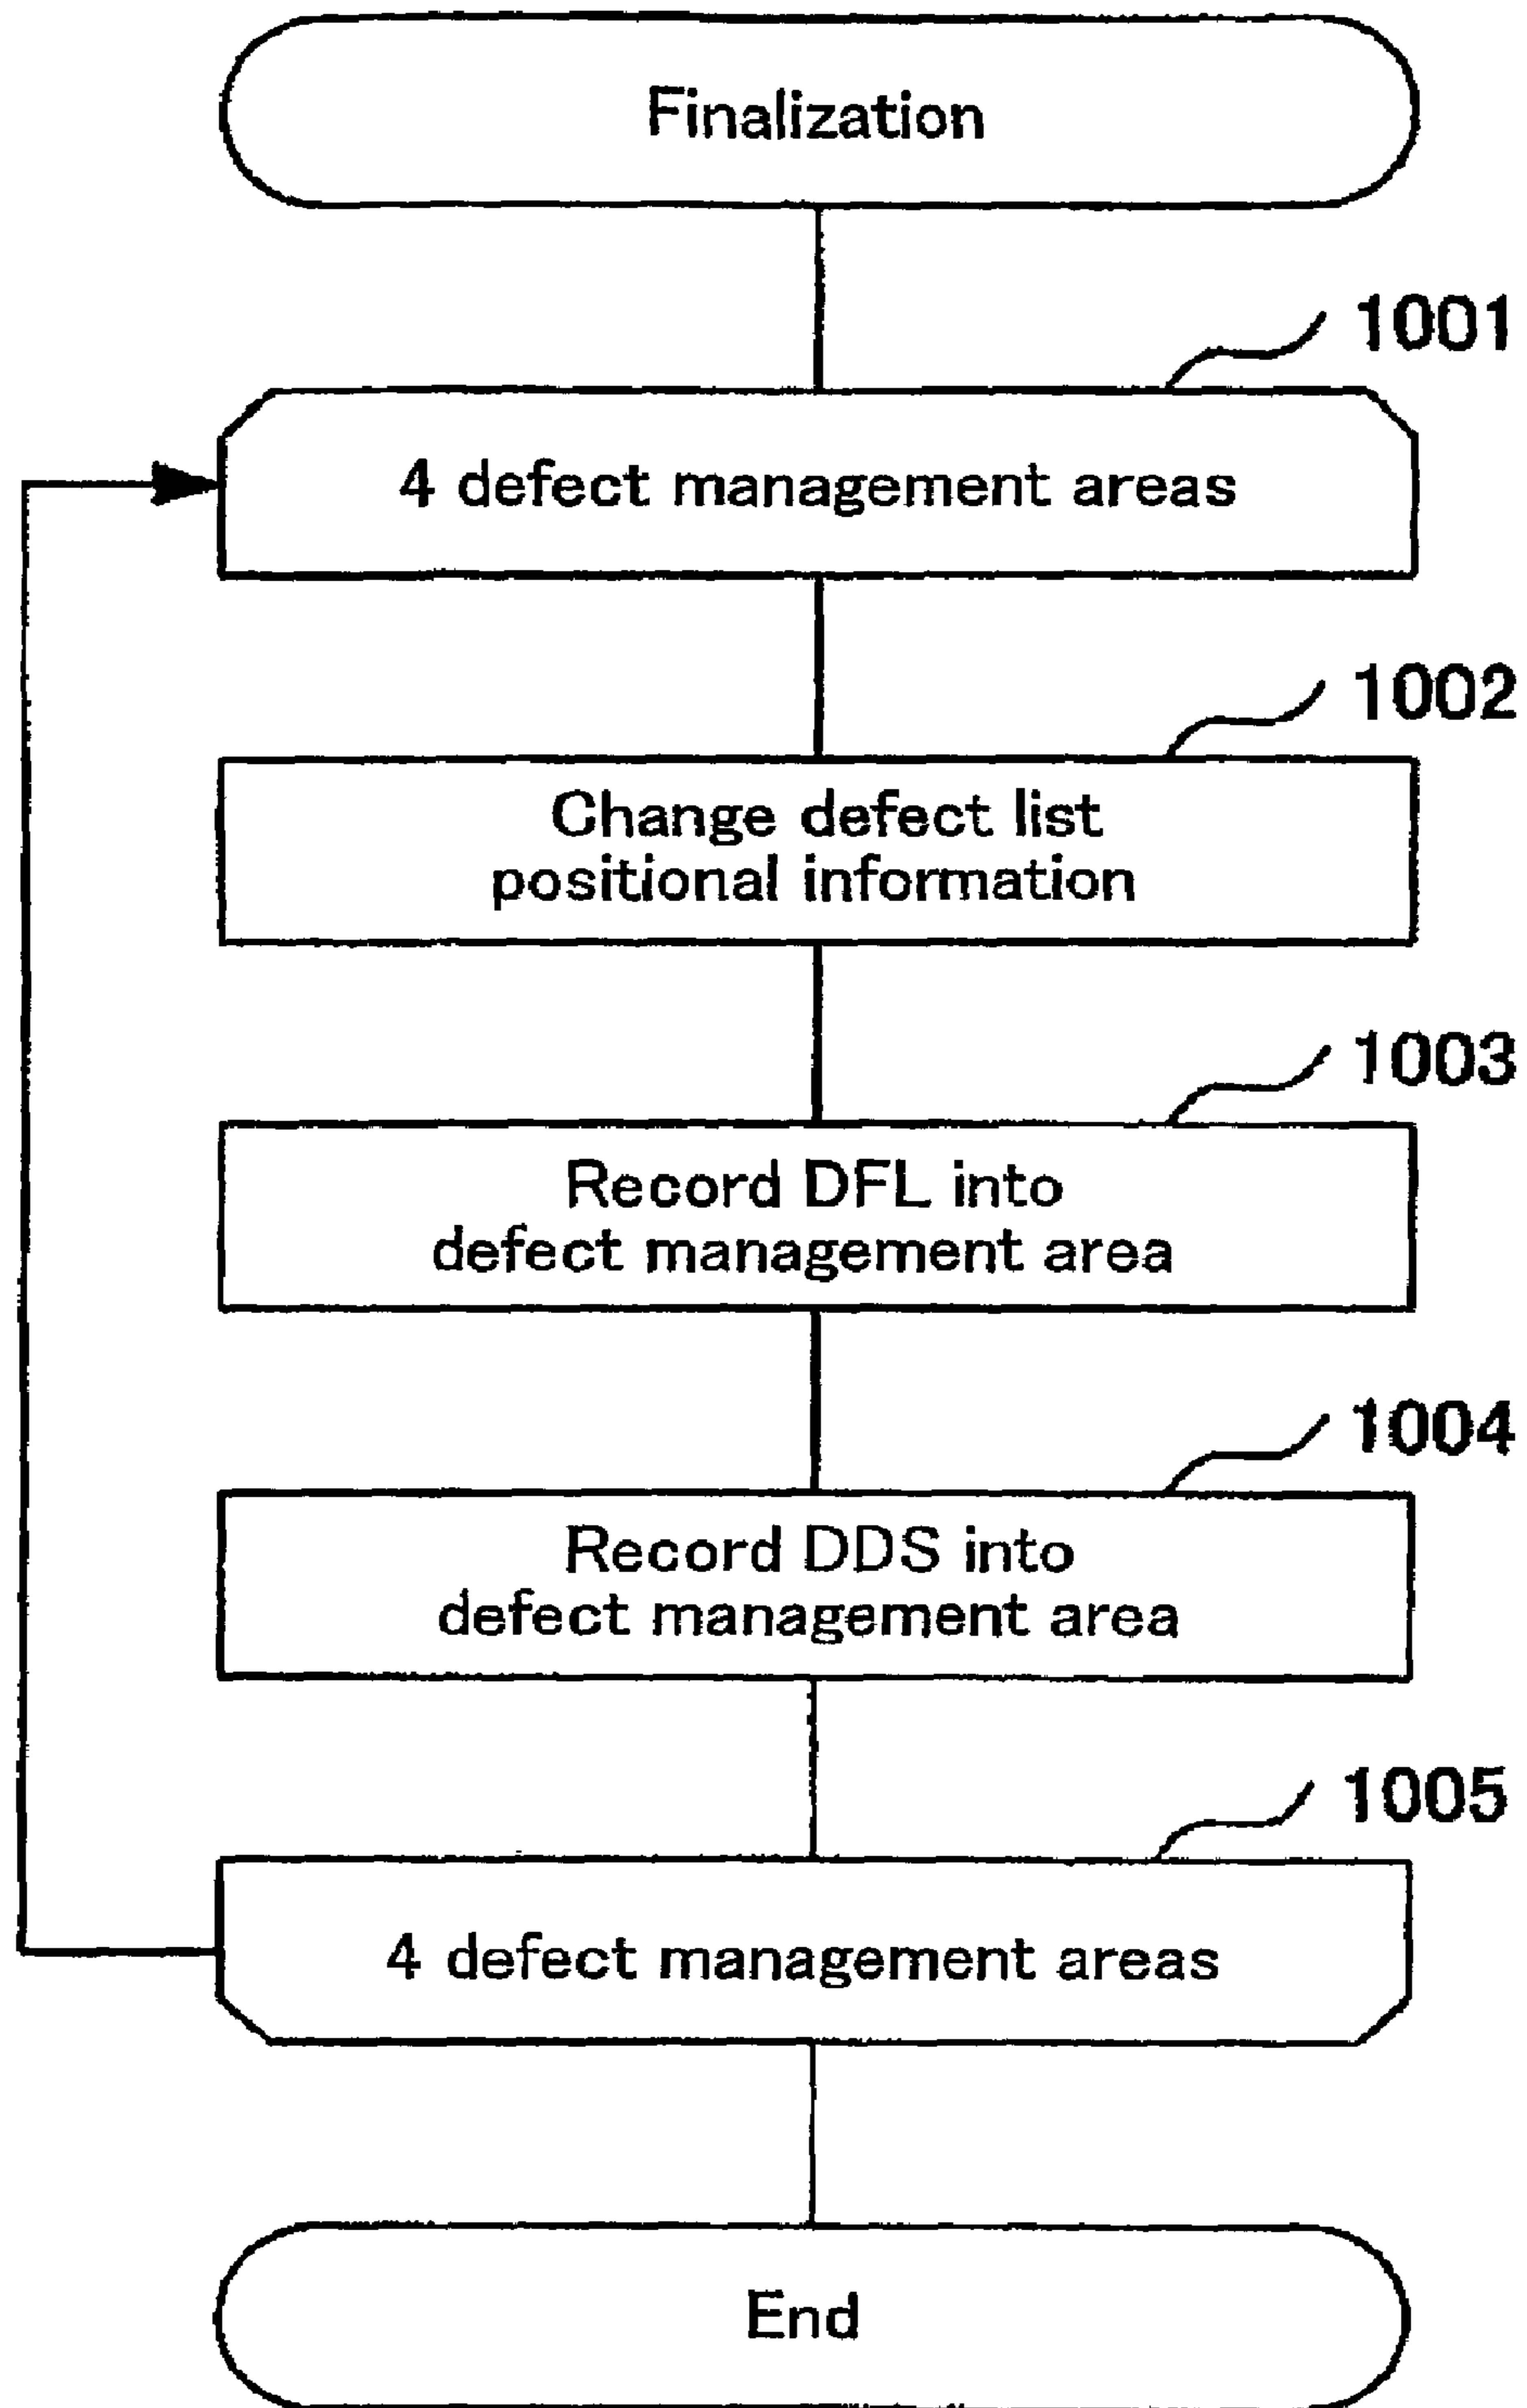 Finalization
1001
4 defect management areas
1002
Change defect list
positional information
1003
Record DFL into
defect management area
1004
Record DDS into
defect management area
1005
4 defect management areas
End